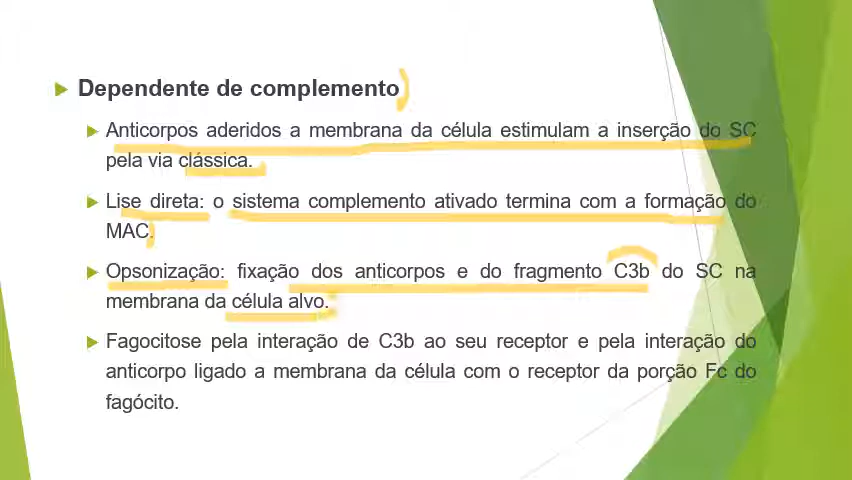 Dependente de complemento
Anticorpos aderidos a membrana da célula estimulam a inserção do SC
pela via clássica.
Lise direta: o sistema complemento ativado termina com a formação do
MAC.
Opsonização: fixação dos anticorpos e do fragmento C3b do SC na
membrana da célula alvo.
Fagocitose pela interação de C3b ao seu receptor e pela interação do
anticorpo ligado a membrana da célula com o receptor da porção Fc do
fagócito.